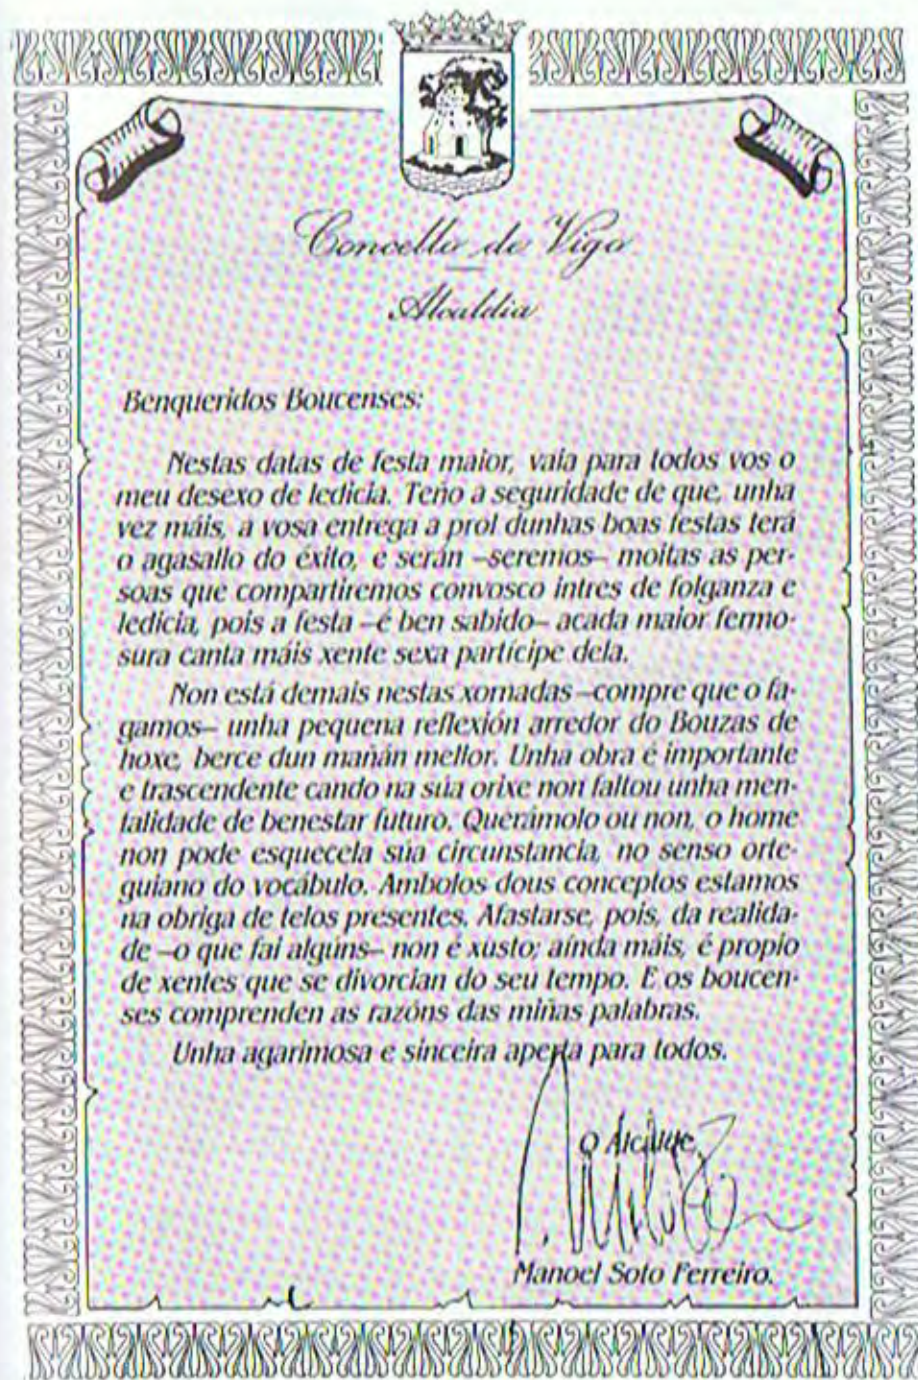 Concello de Vigo
Alcaldia
Benqueridos Boucenses:
Nestas datas de festa maior, vaia para todos vos o
meu desexo de ledicia. Teño a seguridade de que, unha
vez máis, a vosa entrega a prol dunhas boas festas terá
o agasallo do éxito, e serán –seremos– moitas as per-
soas que compartiremos convosco intres de folganza e
ledicia, pois a festa –é ben sabido– acada maior fermo-
sura canta máis xente sexa partícipe dela.
Non está demais nestas xornadas –compre que o fa-
gamos– unha pequena reflexión arredor do Bouzas de
hoxe, berce dun mañán mellor. Unha obra é importante
e trascendente cando na súa orixe non faltou unha men-
talidade de benestar futuro. Querámolo ou non, o home
non pode esquecela súa circunstancia, no senso orte-
guiano do vocábulo. Ambolos dous conceptos estamos
na obriga de telos presentes. Afastarse, pois, da realida-
de –o que fai algúns– non é xusto; aínda máis, é propio
de xentes que se divorcian do seu tempo. E os boucen-
ses comprenden as razóns das miñas palabras.
Unha agarimosa e sinceira aperta para todos.
O Alcalde,
Manoel Soto Ferreiro.